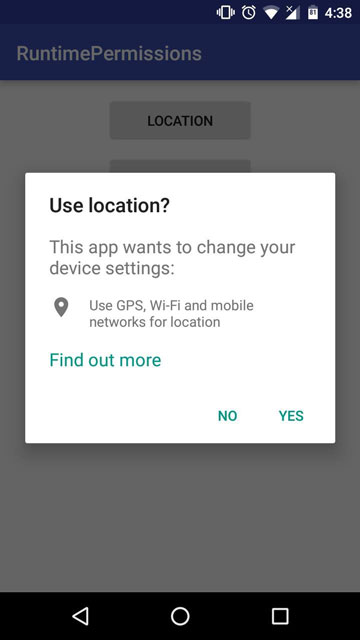 4:38
RuntimePermissions
LOCATION
Use location?
This app wants to change your
device settings:
Use GPS, Wi-Fi and mobile
networks for location
Find out more
NO YES